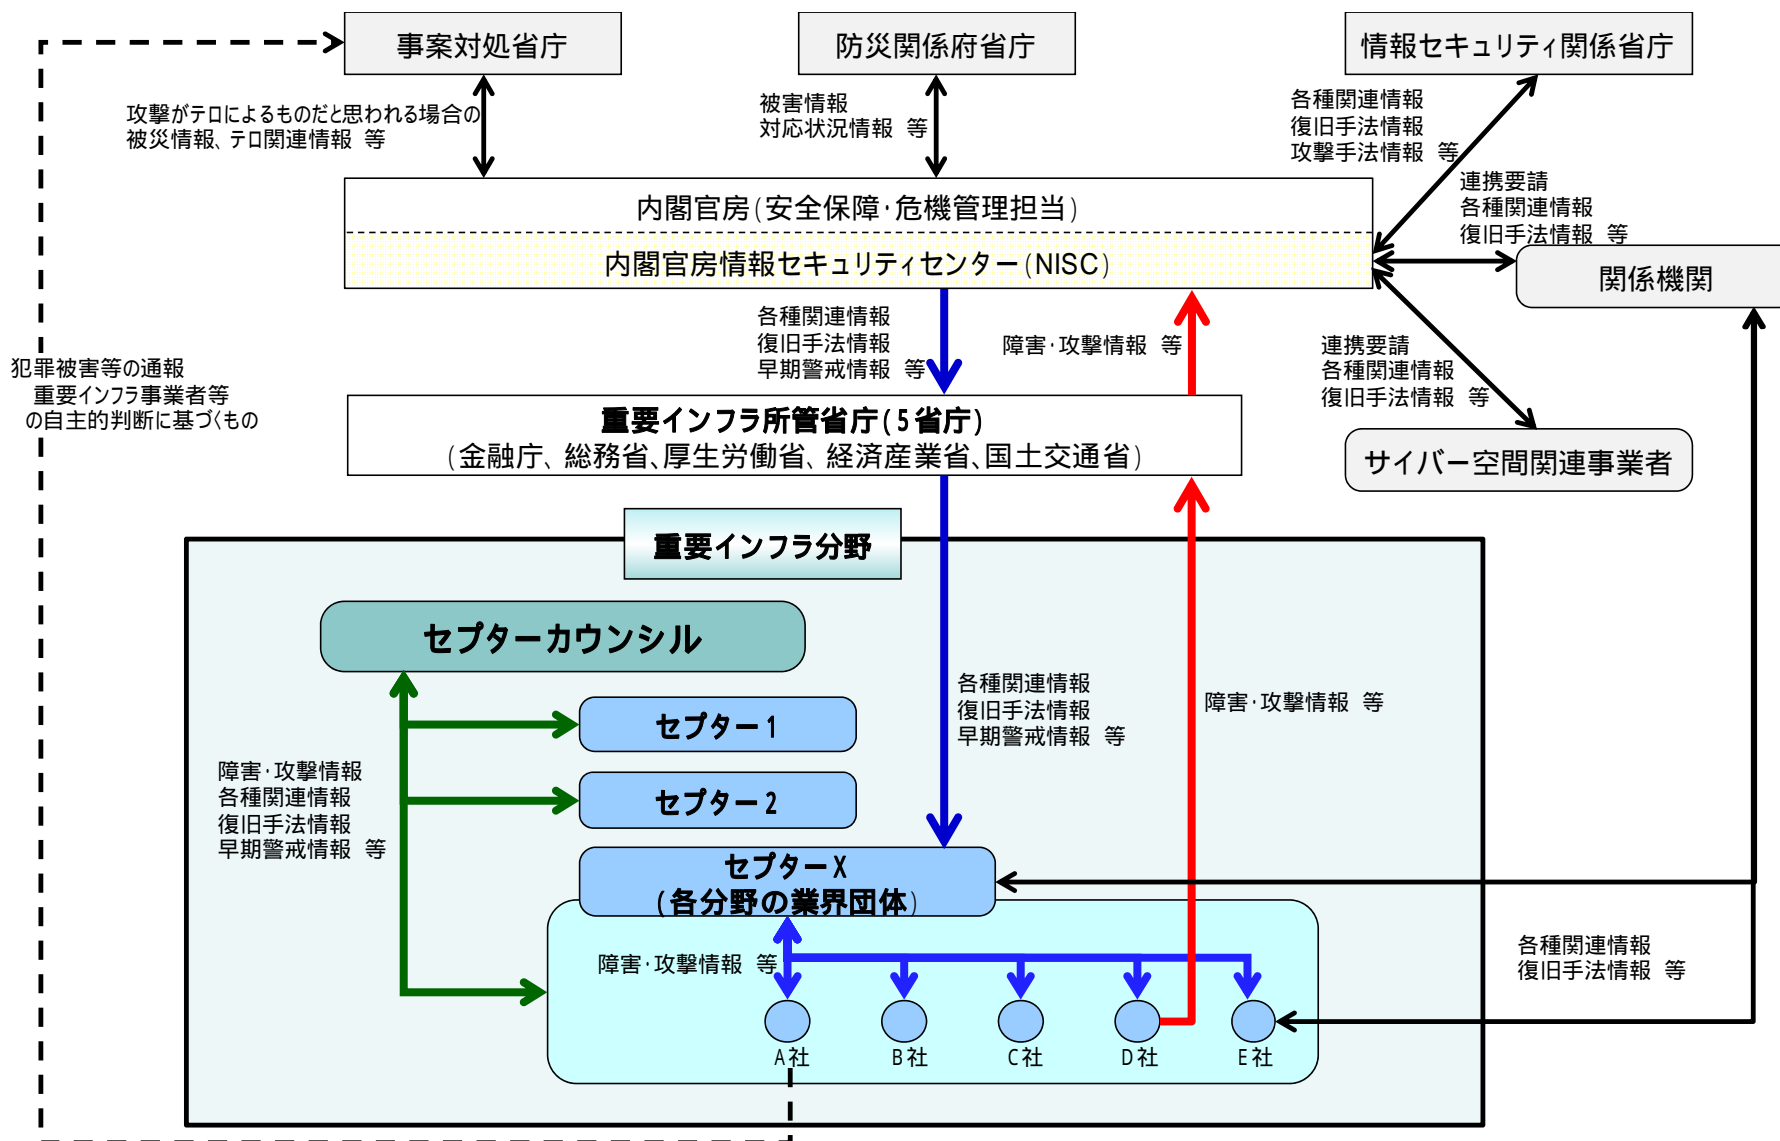 事案対処省庁
防災関係府省庁
情報セキュリティ関係省庁
攻撃がテロによるものだと思われる場合の
被災情報、テロ関連情報 等
被害情報
対応状況情報 等
各種関連情報
復旧手法情報
攻撃手法情報 等
連携要請
各種関連情報
復旧手法情報 等
内閣官房(安全保障・危機管理担当)
内閣官房情報セキュリティセンター(NISC)
関係機関
各種関連情報
復旧手法情報
早期警戒情報 等
障害・攻撃情報 等
連携要請
各種関連情報
復旧手法情報 等
犯罪被害等の通報
重要インフラ事業者等
の自主的判断に基づくもの
重要インフラ所管省庁(5省庁)
(金融庁、総務省、厚生労働省、経済産業省、国土交通省)
サイバー空間関連事業者
重要インフラ分野
セプターカウンシル
セプター1
セプター2
各種関連情報
復旧手法情報
早期警戒情報 等
障害・攻撃情報 等
障害・攻撃情報
各種関連情報
復旧手法情報
早期警戒情報 等
セプターX
(各分野の業界団体)
障害・攻撃情報 等
各種関連情報
復旧手法情報 等
A社
B社
C社
D社
E社